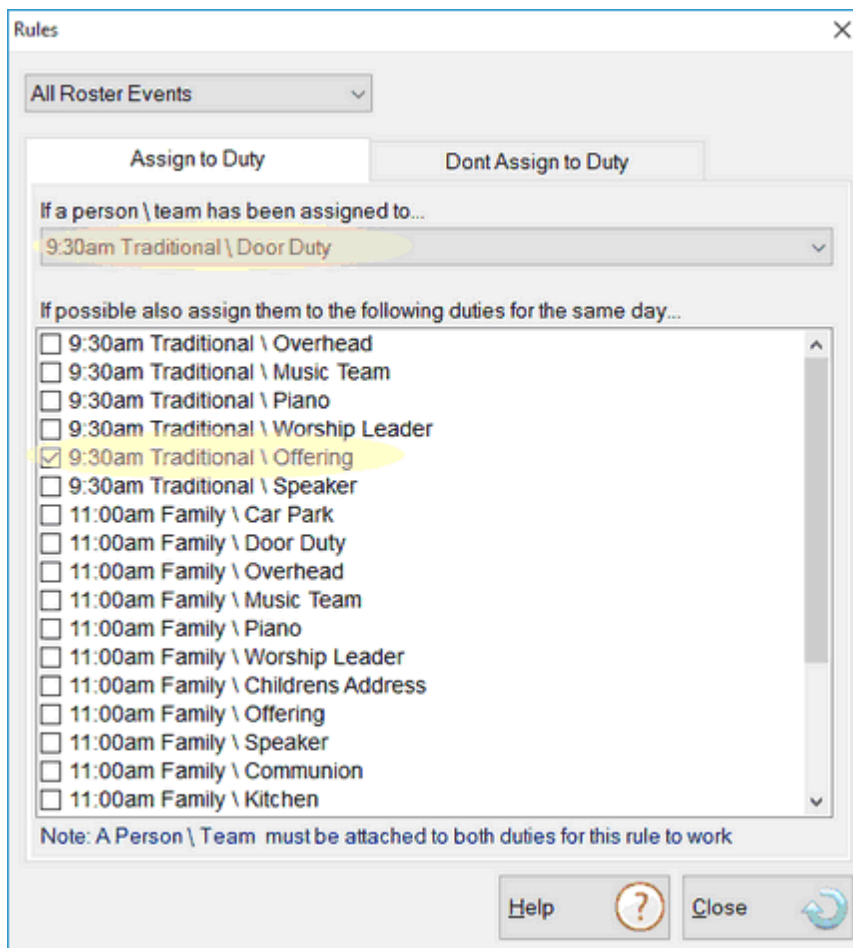 Rules
All Roster Events
Assign to Duty
Dont Assign to Duty
If a person \ team has been assigned to...
9:30am Traditional \ Door Duty
If possible also assign them to the following duties for the same day...
9:30am Traditional \ Overhead
9:30am Traditional \ Music Team
9:30am Traditional \ Piano
9:30am Traditional \ Worship Leader
9:30am Traditional \ Offering
9:30am Traditional \ Speaker
11:00am Family \ Car Park
11:00am Family \ Door Duty
11:00am Family \ Overhead
11:00am Family \ Music Team
11:00am Family \ Piano
11:00am Family \ Worship Leader
11:00am Family \ Childrens Address
11:00am Family \ Offering
11:00am Family \ Speaker
11:00am Family \ Communion
11:00am Family \ Kitchen
Note: A Person \ Team must be attached to both duties for this rule to work
Help ?
Close